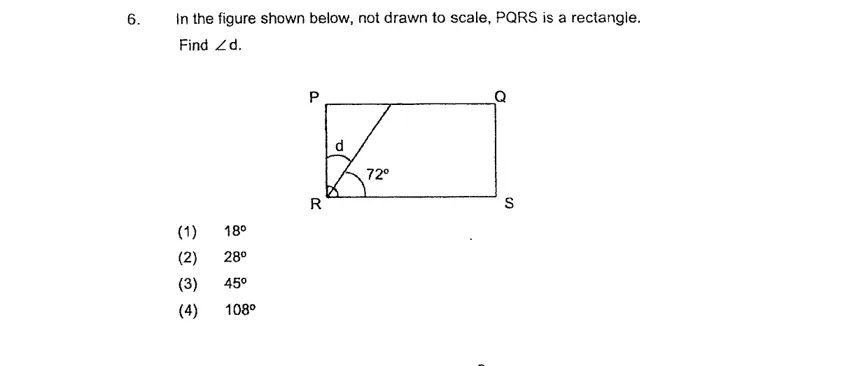 6. In the figure shown below, not drawn to scale, PQRS is a rectangle.
Find ∠d.
P Q
d
72°
R S
(1) 18°
(2) 28°
(3) 45°
(4) 108°